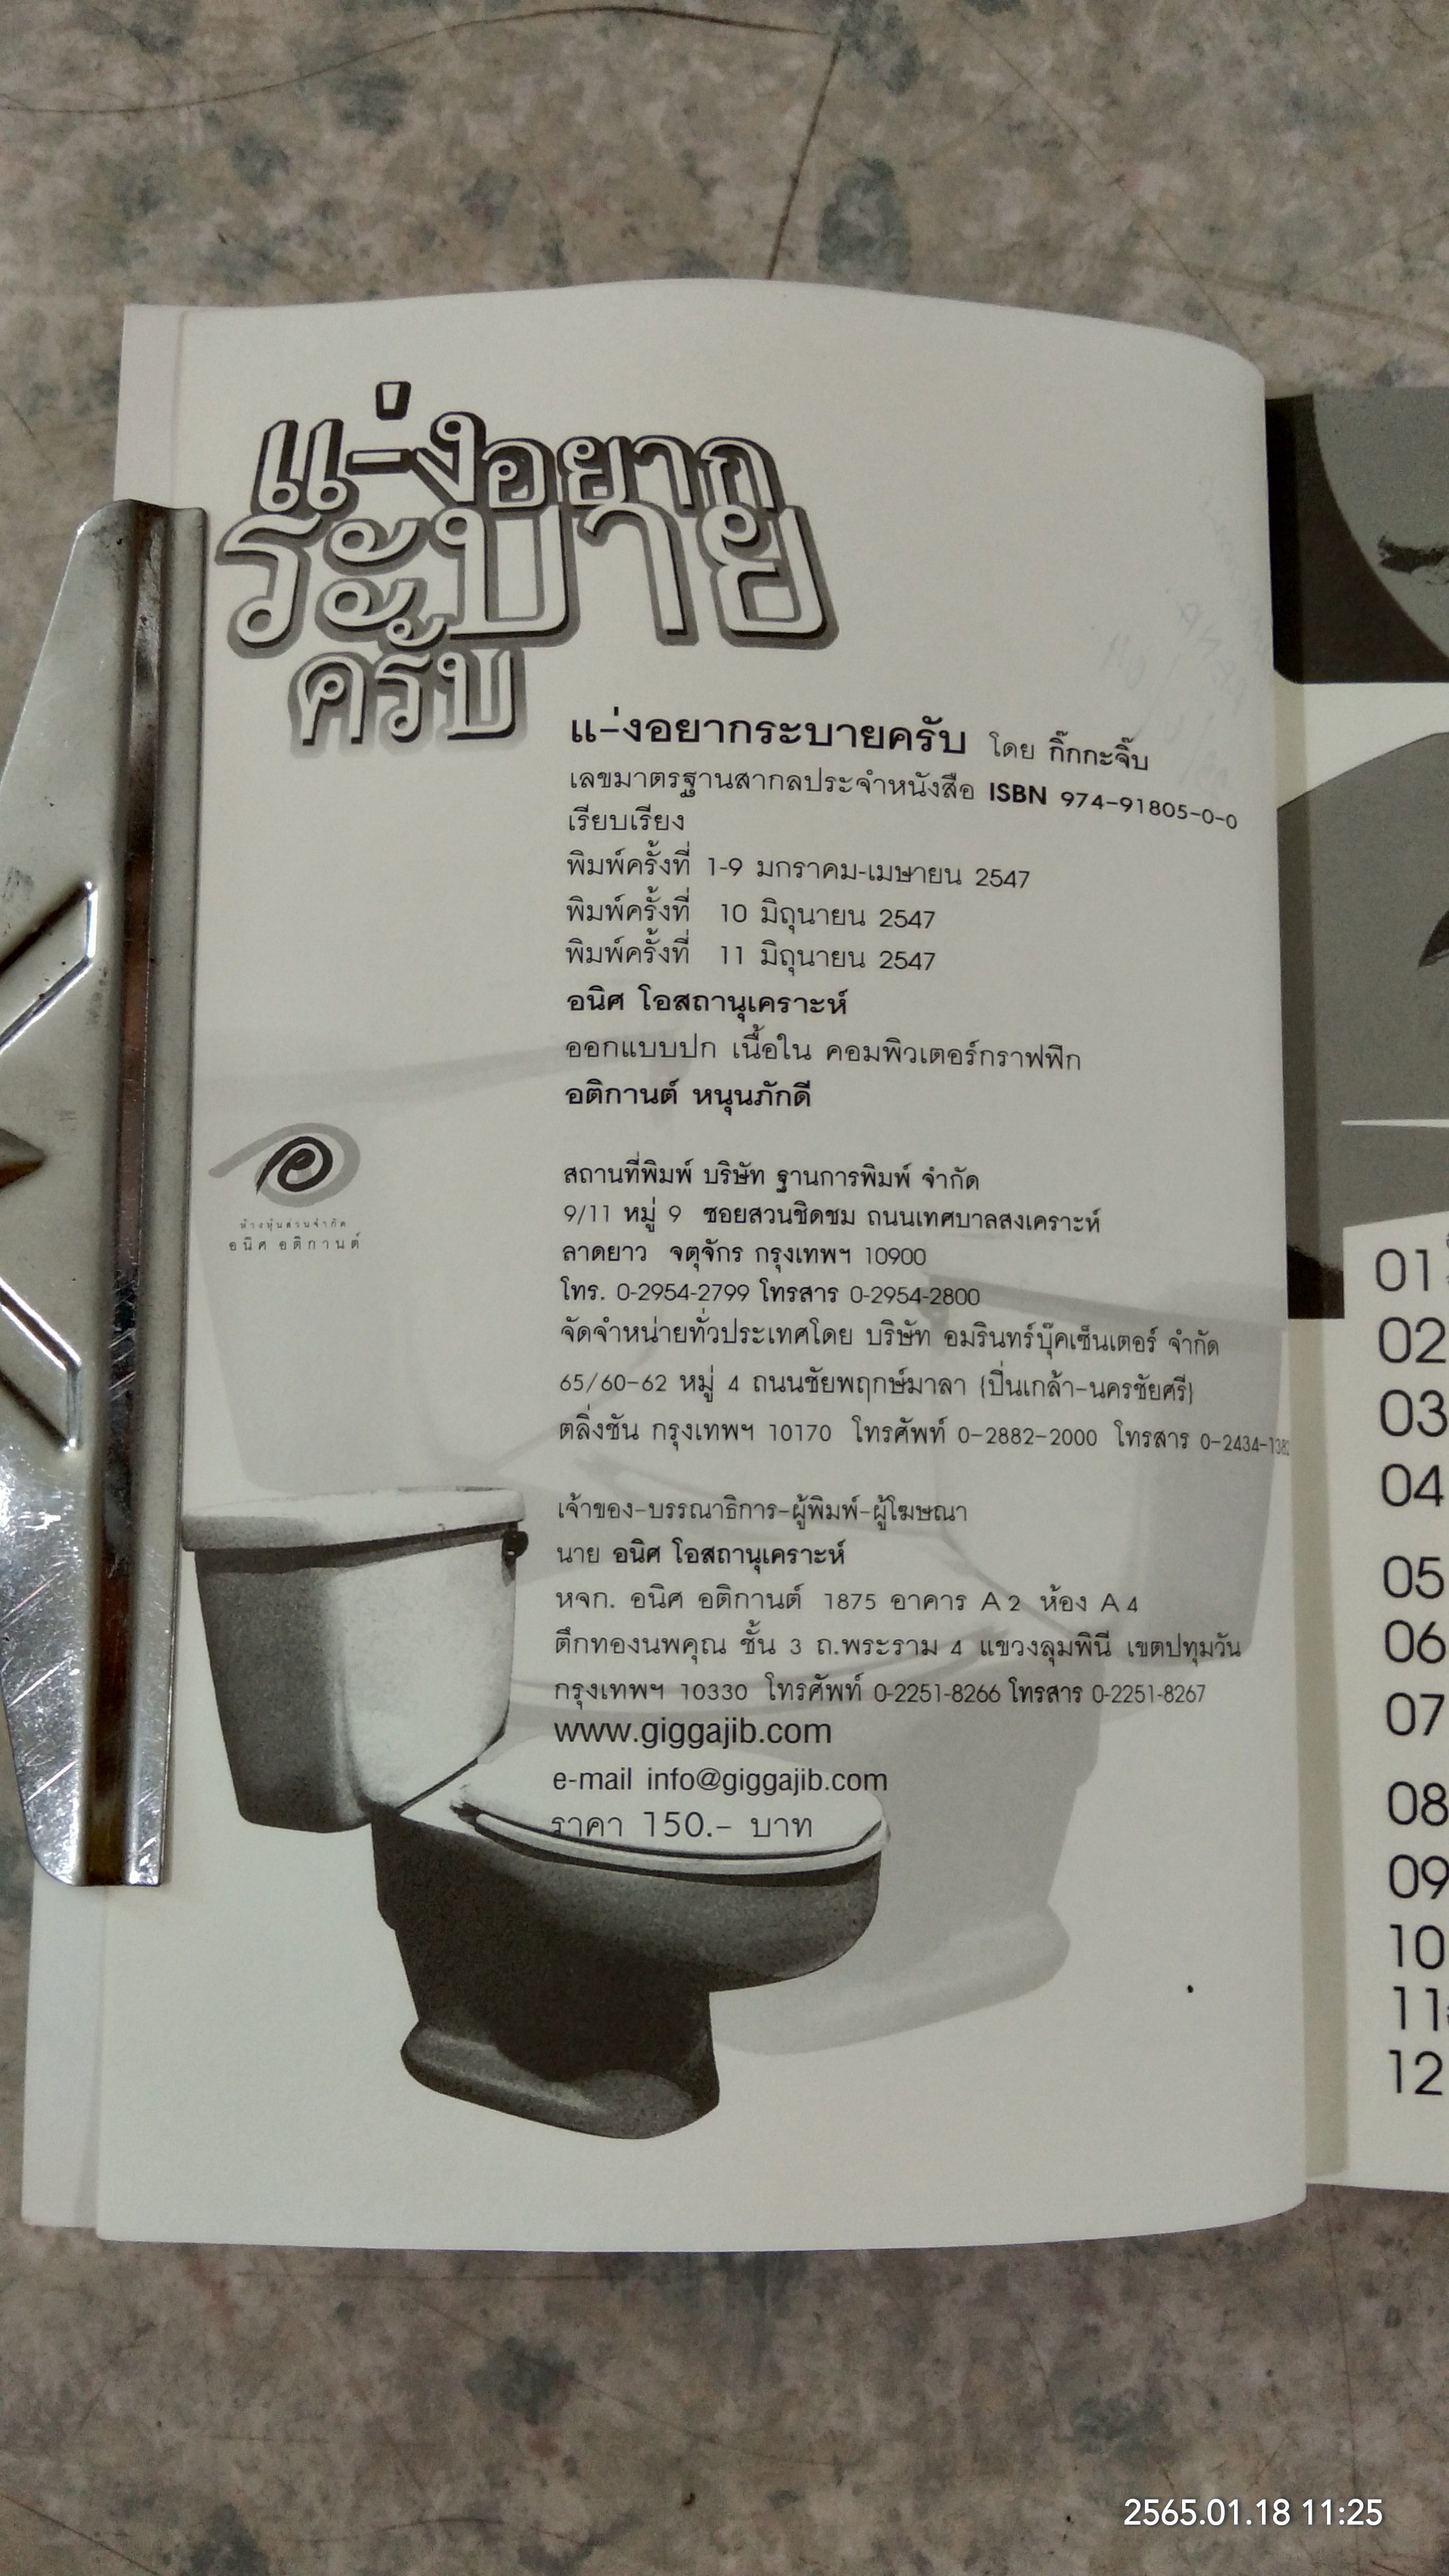 แ-่งอยาก
ระบาย
ครับ
แ-่งอยากระบายครับ โดย กิ๊กกะจิ๊บ
เลขมาตรฐานสากลประจำหนังสือ ISBN 974-91805-0-0
เรียบเรียง
พิมพ์ครั้งที่ 1-9 มกราคม-เมษายน 2547
พิมพ์ครั้งที่ 10 มิถุนายน 2547
พิมพ์ครั้งที่ 11 มิถุนายน 2547
อนิศ โอสถานุเคราะห์
ออกแบบปก เนื้อใน คอมพิวเตอร์กราฟฟิก
อติกานต์ หนุนภักดี
ห้างหุ้นส่วนจำกัด
อนิศ อติกานต์
สถานที่พิมพ์ บริษัท ฐานการพิมพ์ จำกัด
9/11 หมู่ 9 ซอยสวนชิดชม ถนนเทศบาลสงเคราะห์
ลาดยาว จตุจักร กรุงเทพฯ 10900
โทร. 0-2954-2799 โทรสาร 0-2954-2800
จัดจำหน่ายทั่วประเทศโดย บริษัท อมรินทร์บุ๊คเซ็นเตอร์ จำกัด
65/60-62 หมู่ 4 ถนนชัยพฤกษ์มาลา (ปิ่นเกล้า-นครชัยศรี)
ตลิ่งชัน กรุงเทพฯ 10170 โทรศัพท์ 0-2882-2000 โทรสาร
เจ้าของ-บรรณาธิการ-ผู้พิมพ์-ผู้โฆษณา
นาย อนิศ โอสถานุเคราะห์
หจก. อนิศ อติกานต์ 1875 อาคาร A 2 ห้อง A 4
ตึกทองนพคุณ ชั้น 3 ถ.พระราม 4 แขวงลุมพินี เขตปทุมวัน
กรุงเทพฯ 10330 โทรศัพท์ 0-2251-8266 โทรสาร 0-2251-8267
www.giggajib.com
e-mail info@giggajib.com
ราคา 150.- บาท
01
02
03
04
05
06
07
08
09
10
11
12
2565.01.18 11:25